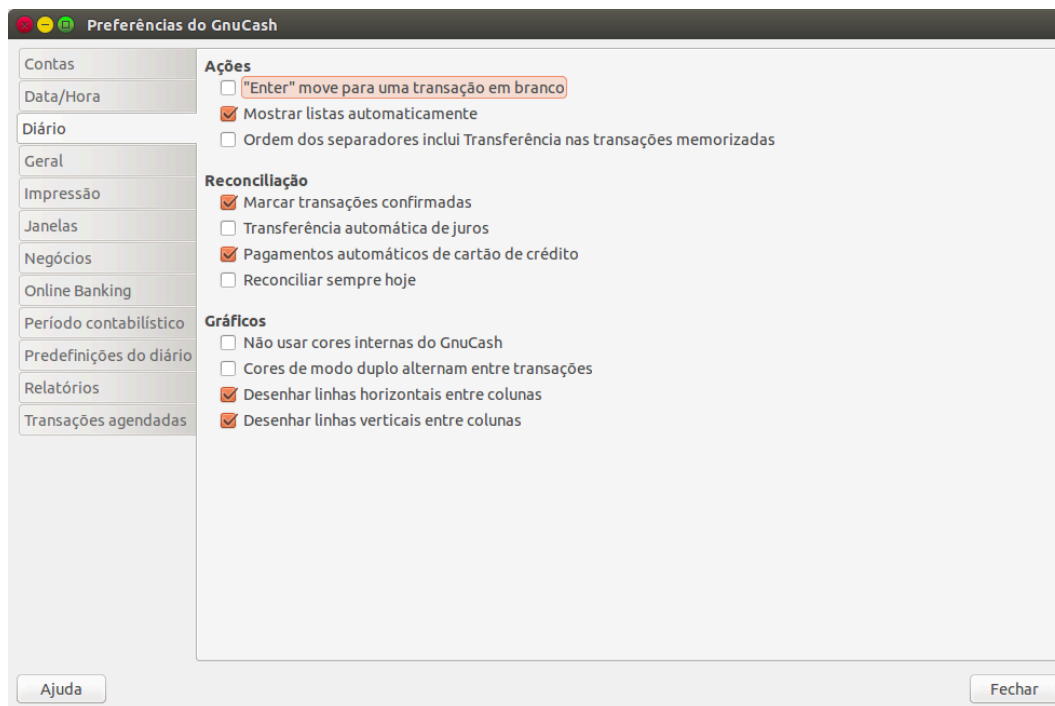 Preferências do GnuCash
Contas
Data/Hora
Diário
Geral
Impressão
Janelas
Negócios
Online Banking
Período contabilístico
Predefinições do diário
Relatórios
Transações agendadas
Ações
"Enter" move para uma transação em branco
Mostrar listas automaticamente
Ordem dos separadores inclui Transferência nas transações memorizadas
Reconciliação
Marcar transações confirmadas
Transferência automática de juros
Pagamentos automáticos de cartão de crédito
Reconciliar sempre hoje
Gráficos
Não usar cores internas do GnuCash
Cores de modo duplo alternam entre transações
Desenhar linhas horizontais entre colunas
Desenhar linhas verticais entre colunas
Ajuda
Fechar